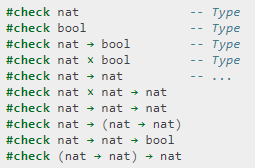 #check nat               -- Type
#check bool              -- Type
#check nat → bool        -- Type
#check nat × bool        -- Type
#check nat → nat         -- ...
#check nat × nat → nat
#check nat → nat → nat
#check nat → (nat → nat)
#check nat → nat → bool
#check (nat → nat) → nat